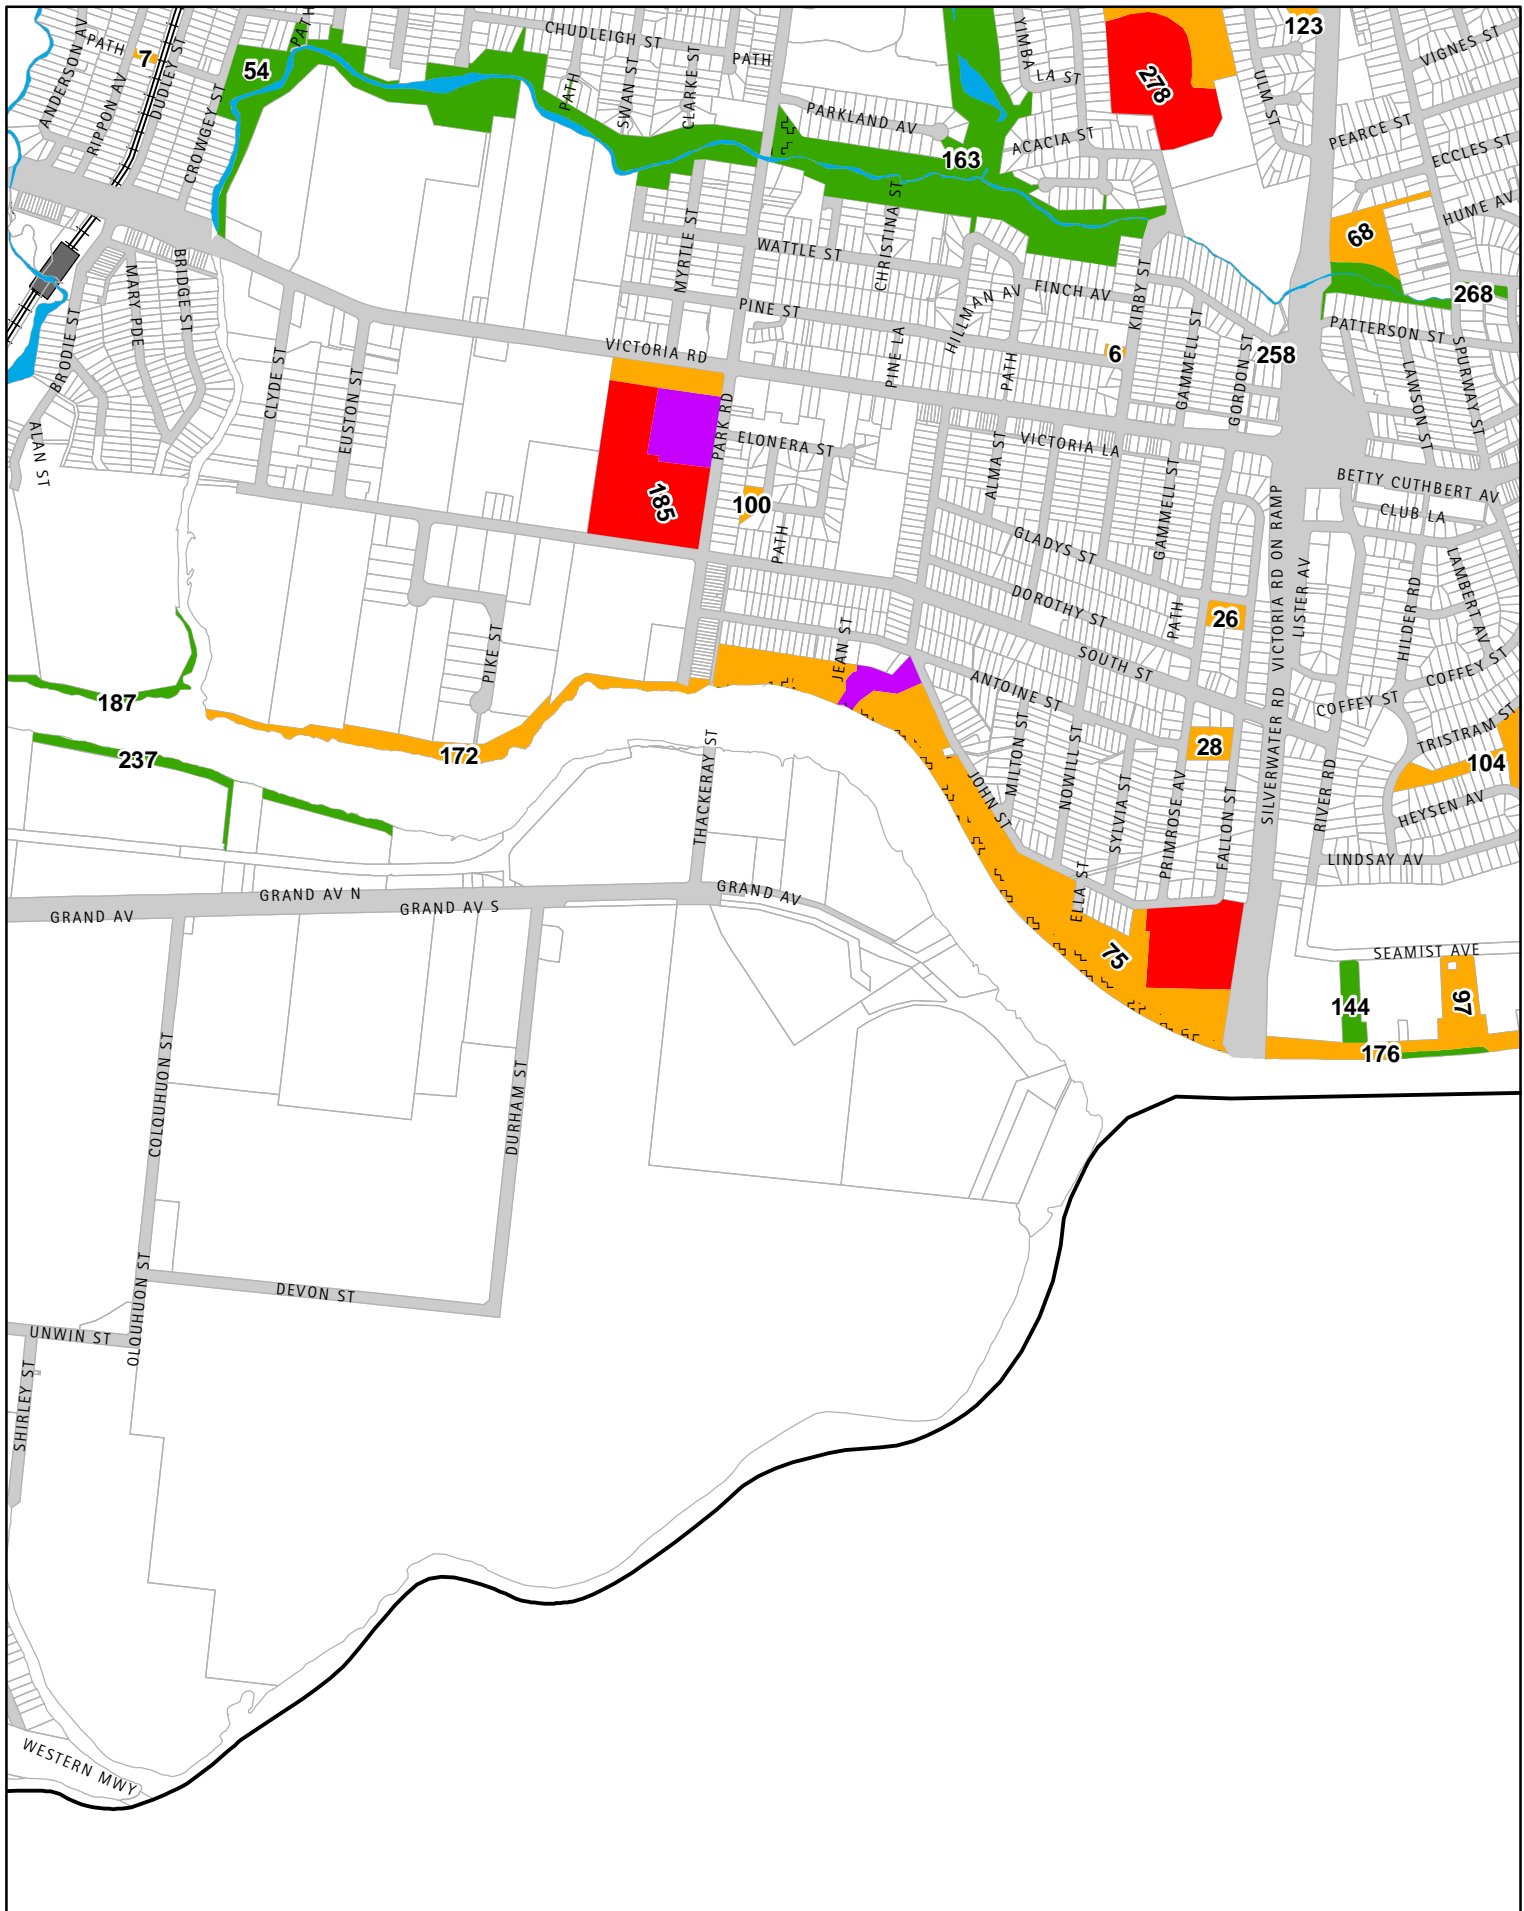 CHUDLEIGH ST
PATH
PATH
PATH
PATH
ANDERSON AV
RIPPON AV
DUDLEY ST
CROWGEY ST
7
54
SWAN ST
CLARKE ST
PARKLAND AV
YIMBA
LA ST
ACACIA ST
163
278
123
ULM ST
VIGNES ST
PEARCE ST
ECCLES ST
HUME AV
68
268
BRODIE ST
MARY PDE
BRIDGE ST
ALAN ST
CLYDE ST
EUSTON ST
MYRTLE ST
WATTLE ST
CHRISTINA ST
PINE ST
PINE LA
HILLMAN AV
FINCH AV
KIRBY ST
PATH
6
GAMMELL ST
GORDON ST
258
PATTERSON ST
LAWSON ST
SPURWAY ST
VICTORIA RD
PARK RD
ELONERA ST
VICTORIA LA
185
100
PATH
ALMA ST
GLADYS ST
GAMMELL ST
BETTY CUTHBERT AV
CLUB LA
LAMBERT AV
HILDER RD
LISTER AV
VICTORIA RD ON RAMP
DOROTHY ST
PATH
26
SOUTH ST
COFFEY ST
COFFEY ST
TRISTRAM ST
PIKE ST
JEAN ST
ANTOINE ST
187
237
172
28
104
THACKERAY ST
JOHN ST
MILTON ST
NOWILL ST
SYLVIA ST
PRIMROSE AV
FALLON ST
SILVERWATER RD
RIVER RD
HEYSEN AV
LINDSAY AV
ELLA ST
GRAND AV
GRAND AV N
GRAND AV S
GRAND AV
75
SEAMIST AVE
144
97
176
COLQUHUON ST
DURHAM ST
DEVON ST
OLQUHUON ST
UNWIN ST
SHIRLEY ST
WESTERN MWY